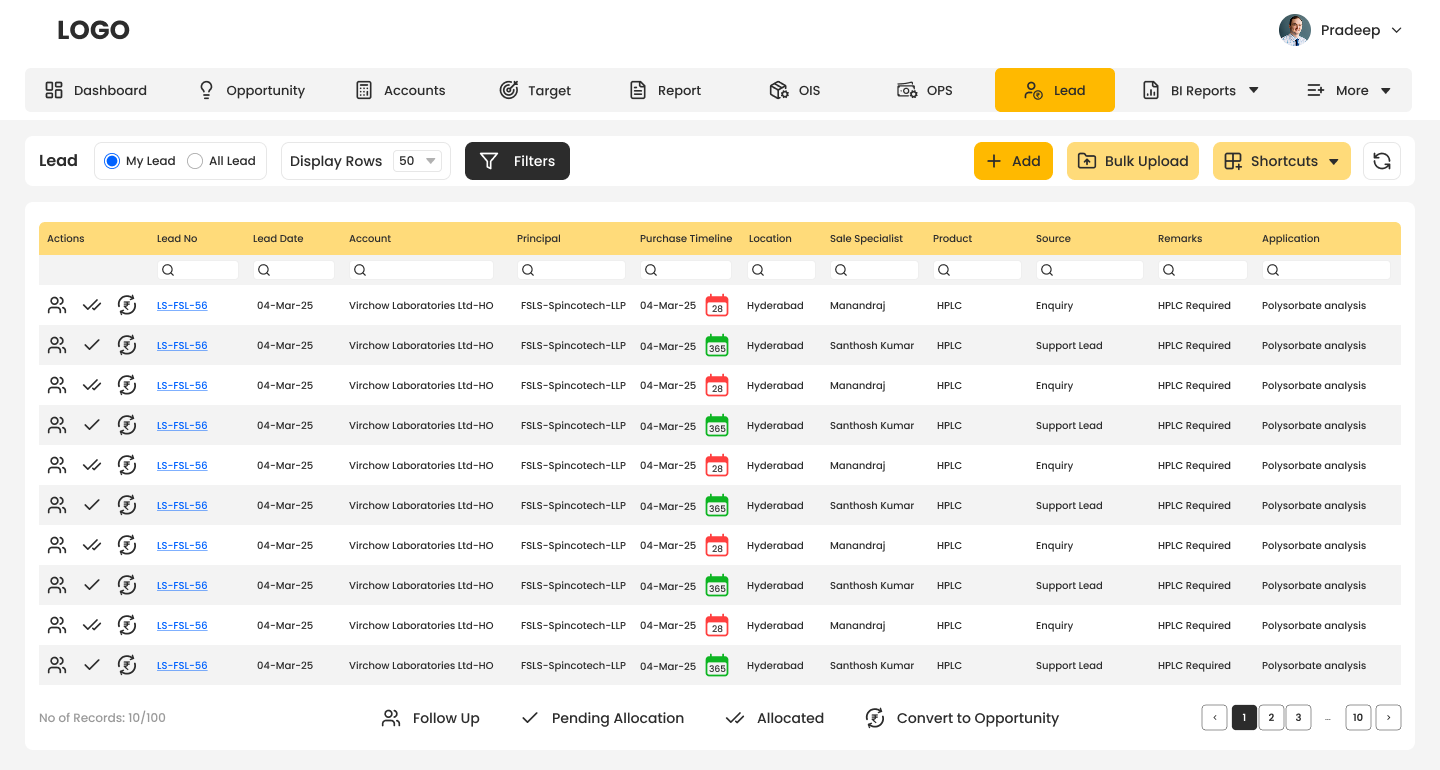 LOGO
Pradeep
Dashboard Opportunity Accounts Target Report OIS OPS Lead BI Reports More
Lead My Lead All Lead Display Rows 50 Filters Add Bulk Upload Shortcuts
Actions Lead No Lead Date Account Principal Purchase Timeline Location Sale Specialist Product Source Remarks Application
LS-FSL-56 04-Mar-25 Virchow Laboratories Ltd-HO FSLS-Spincotech-LLP 04-Mar-25 28 Hyderabad Manandraj HPLC Enquiry HPLC Required Polysorbate analysis
LS-FSL-56 04-Mar-25 Virchow Laboratories Ltd-HO FSLS-Spincotech-LLP 04-Mar-25 365 Hyderabad Santhosh Kumar HPLC Support Lead HPLC Required Polysorbate analysis
LS-FSL-56 04-Mar-25 Virchow Laboratories Ltd-HO FSLS-Spincotech-LLP 04-Mar-25 28 Hyderabad Manandraj HPLC Enquiry HPLC Required Polysorbate analysis
LS-FSL-56 04-Mar-25 Virchow Laboratories Ltd-HO FSLS-Spincotech-LLP 04-Mar-25 365 Hyderabad Santhosh Kumar HPLC Support Lead HPLC Required Polysorbate analysis
LS-FSL-56 04-Mar-25 Virchow Laboratories Ltd-HO FSLS-Spincotech-LLP 04-Mar-25 28 Hyderabad Manandraj HPLC Enquiry HPLC Required Polysorbate analysis
LS-FSL-56 04-Mar-25 Virchow Laboratories Ltd-HO FSLS-Spincotech-LLP 04-Mar-25 365 Hyderabad Santhosh Kumar HPLC Support Lead HPLC Required Polysorbate analysis
LS-FSL-56 04-Mar-25 Virchow Laboratories Ltd-HO FSLS-Spincotech-LLP 04-Mar-25 28 Hyderabad Manandraj HPLC Enquiry HPLC Required Polysorbate analysis
LS-FSL-56 04-Mar-25 Virchow Laboratories Ltd-HO FSLS-Spincotech-LLP 04-Mar-25 365 Hyderabad Santhosh Kumar HPLC Support Lead HPLC Required Polysorbate analysis
LS-FSL-56 04-Mar-25 Virchow Laboratories Ltd-HO FSLS-Spincotech-LLP 04-Mar-25 28 Hyderabad Manandraj HPLC Enquiry HPLC Required Polysorbate analysis
LS-FSL-56 04-Mar-25 Virchow Laboratories Ltd-HO FSLS-Spincotech-LLP 04-Mar-25 365 Hyderabad Santhosh Kumar HPLC Support Lead HPLC Required Polysorbate analysis
No of Records: 10/100 Follow Up Pending Allocation Allocated Convert to Opportunity < 1 2 3 ... 10 >